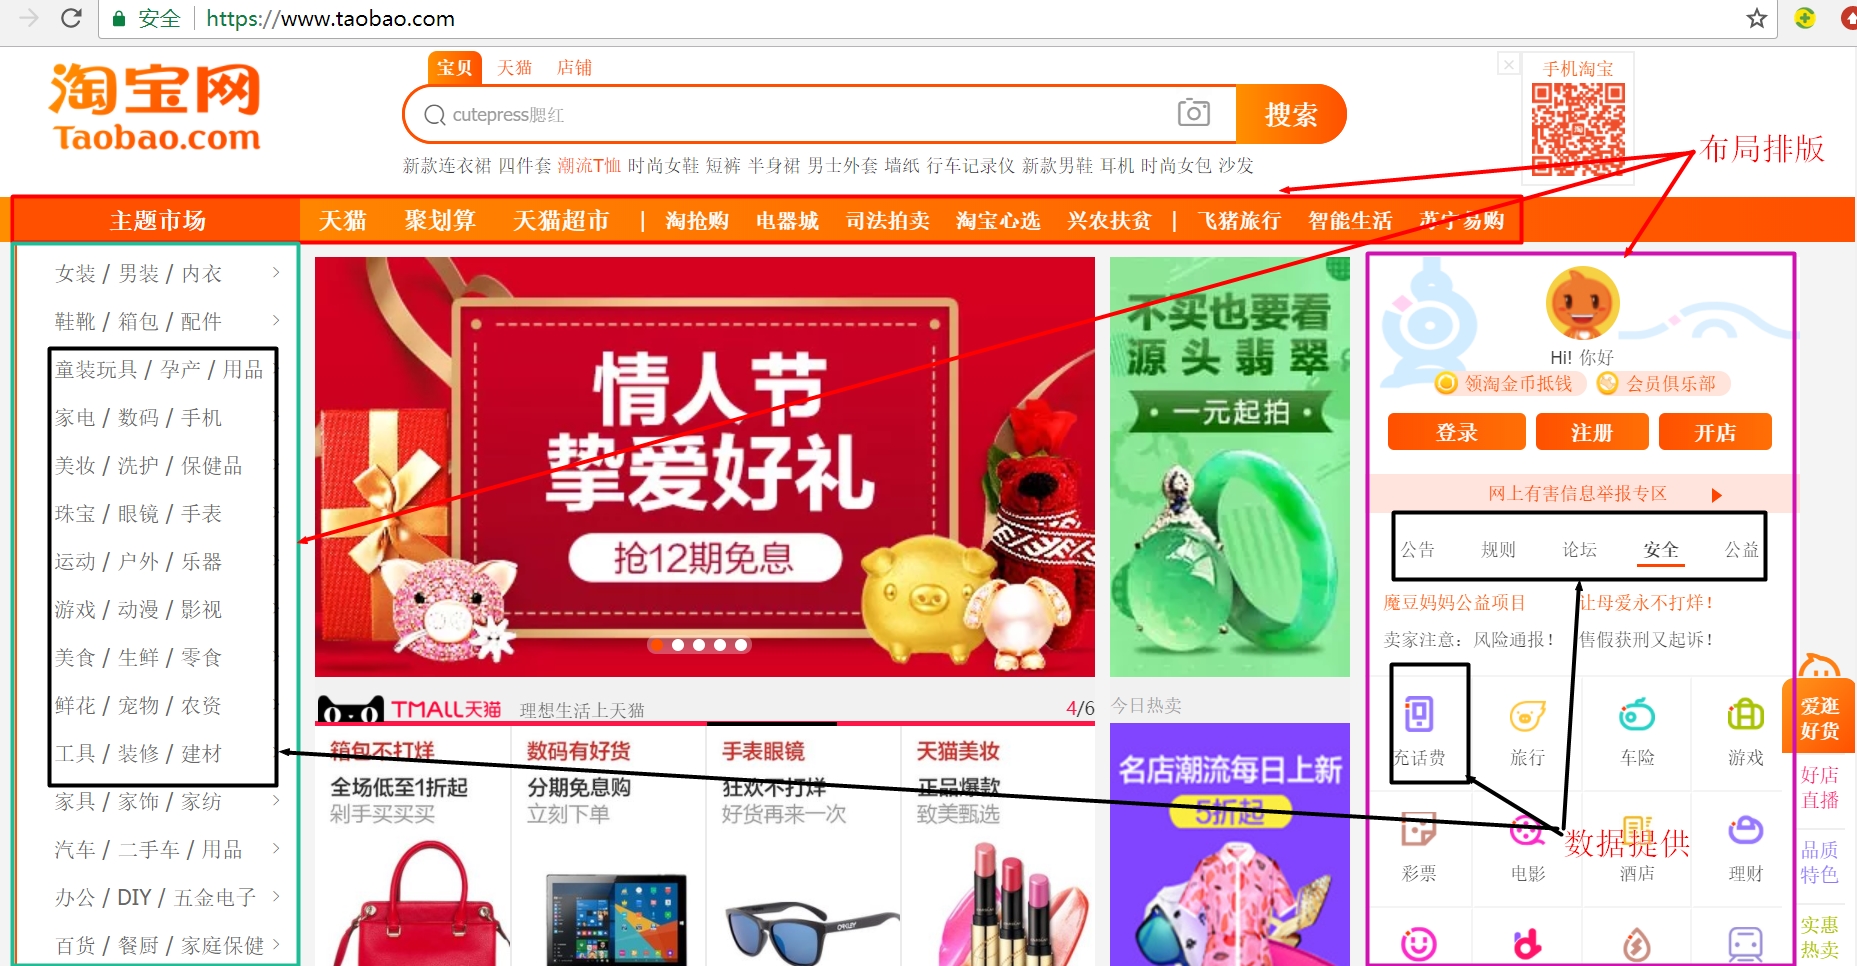 安全 https://www.taobao.com
淘宝网
Taobao.com
宝贝 天猫 店铺
cutepress腮红
搜索
新款连衣裙 四件套 潮流T恤 时尚女鞋 短裤 半身裙 男士外套 墙纸 行车记录仪 新款男鞋 耳机 时尚女包 沙发
手机淘宝
布局排版
主题市场 天猫 聚划算 天猫超市 | 淘抢购 电器城 司法拍卖 淘宝心选 兴农扶贫 | 飞猪旅行 智能生活 苏宁易购
女装 / 男装 / 内衣
鞋靴 / 箱包 / 配件
童装玩具 / 孕产 / 用品
家电 / 数码 / 手机
美妆 / 洗护 / 保健品
珠宝 / 眼镜 / 手表
运动 / 户外 / 乐器
游戏 / 动漫 / 影视
美食 / 生鲜 / 零食
鲜花 / 宠物 / 农资
工具 / 装修 / 建材
家具 / 家饰 / 家纺
汽车 / 二手车 / 用品
办公 / DIY / 五金电子
百货 / 餐厨 / 家庭保健
情人节
挚爱好礼
抢12期免息
不买也要看
源头翡翠
·一元起拍·
Hi! 你好
领淘金币抵钱 会员俱乐部
登录 注册 开店
网上有害信息举报专区
公告 规则 论坛 安全 公益
魔豆妈妈公益项目 让母爱永不打烊！
卖家注意：风险通报！ 售假获刑又起诉！
充话费 旅行 车险 游戏
彩票 电影 酒店 理财
数据提供
TMALL天猫 理想生活上天猫 4/6
箱包不打烊
全场低至1折起
剁手买买买
数码有好货
分期免息购
立刻下单
手表眼镜
狂欢不打烊
好货再来一次
天猫美妆
正品爆款
致美甄选
OAKLEY
今日热卖
名店潮流每日上新
5折起
爱逛
好货
好店
直播
品质
特色
实惠
热卖